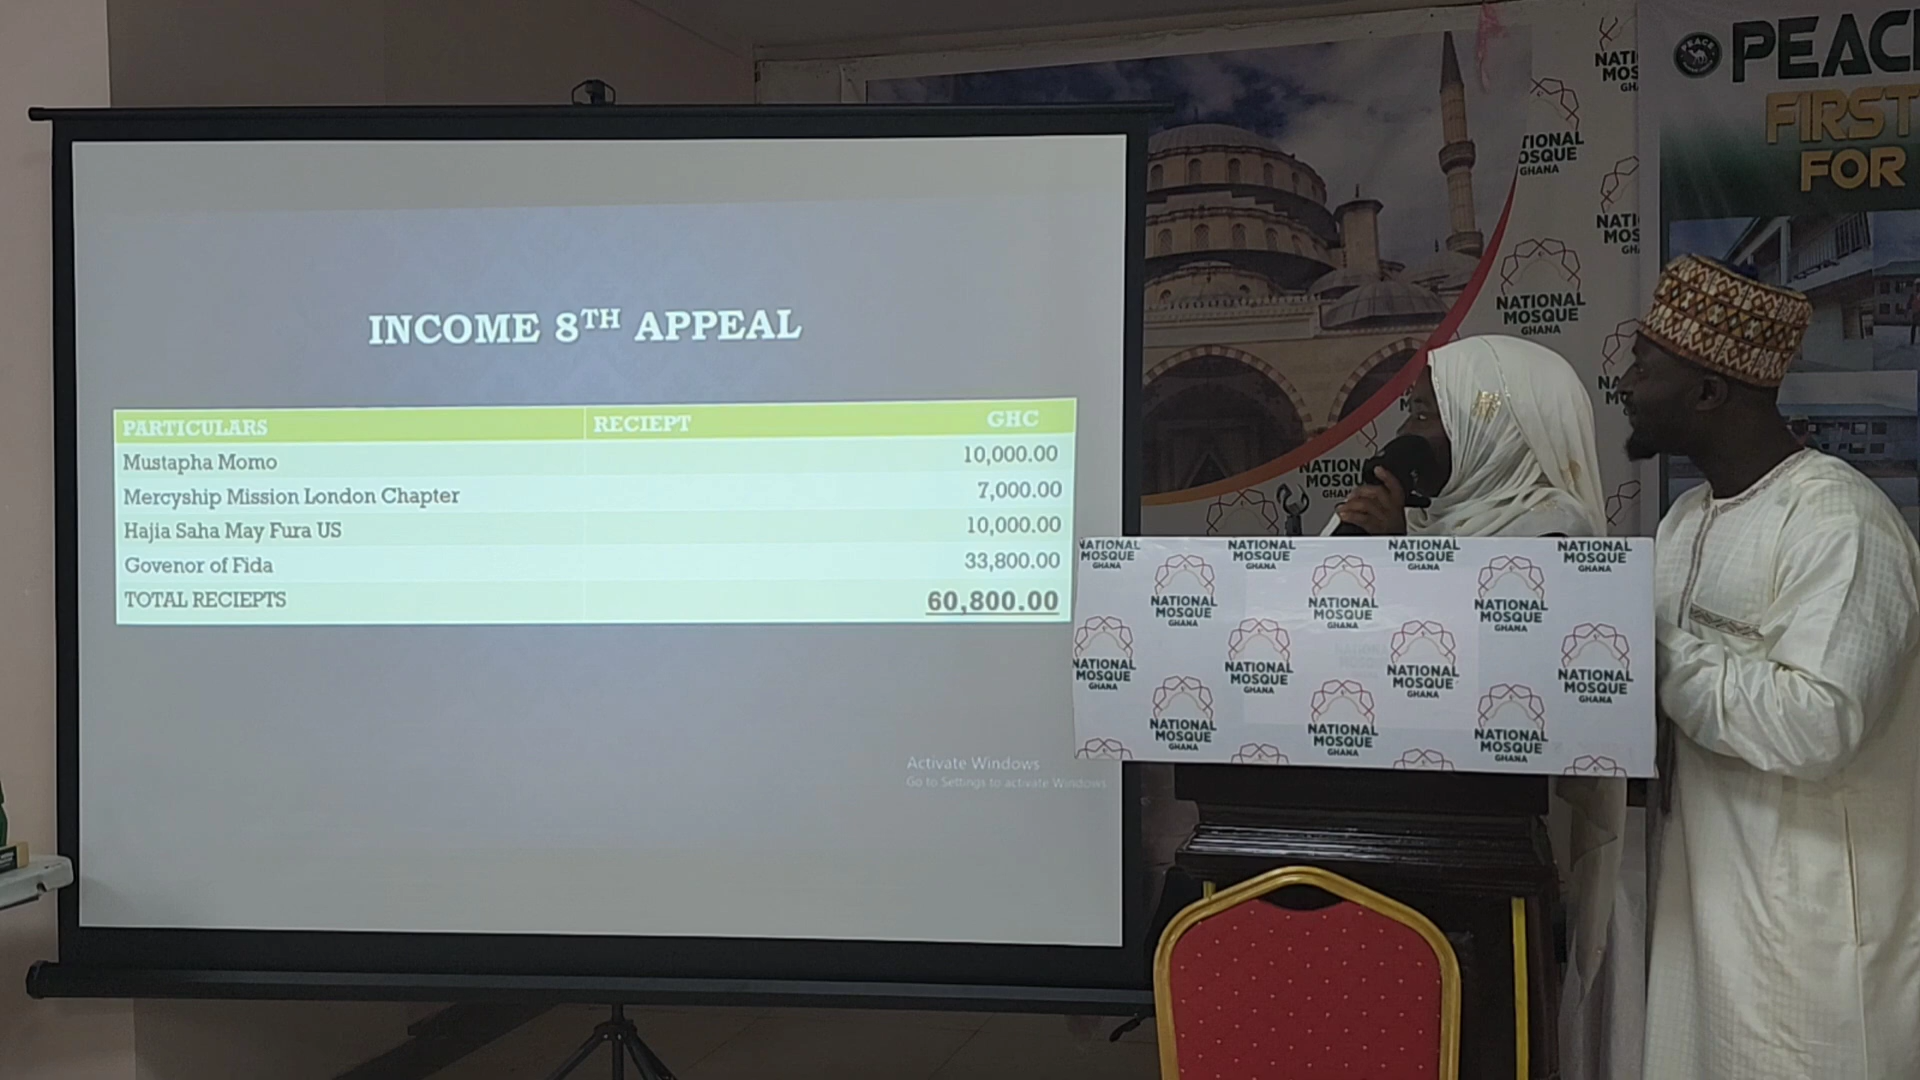 INCOME 8TH APPEAL
PARTICULARS RECIEPT GHC
Mustapha Momo 10,000.00
Mercyship Mission London Chapter 7,000.00
Hajia Saha May Fura US 10,000.00
Govenor of Fida 33,800.00
TOTAL RECIEPTS 60,800.00
Activate Windows
Go to Settings to activate Windows
PEACE
FIRST
FOR
NATIONAL
MOSQUE
GHANA
NATIONAL
MOSQUE
GHANA
NATIONAL
MOSQUE
GHANA
NATIONAL
MOSQUE
GHANA
NATIONAL
MOSQUE
GHANA
NATIONAL
MOSQUE
GHANA
NATIONAL
MOSQUE
GHANA
NATIONAL
MOSQUE
GHANA
NATIONAL
MOSQUE
GHANA
NATIONAL
MOSQUE
GHANA
NATIONAL
MOSQUE
GHANA
NATIONAL
MOSQUE
GHANA
NATIONAL
MOSQUE
GHANA
NATIONAL
MOSQUE
GHANA
NATIONAL
MOSQUE
GHANA